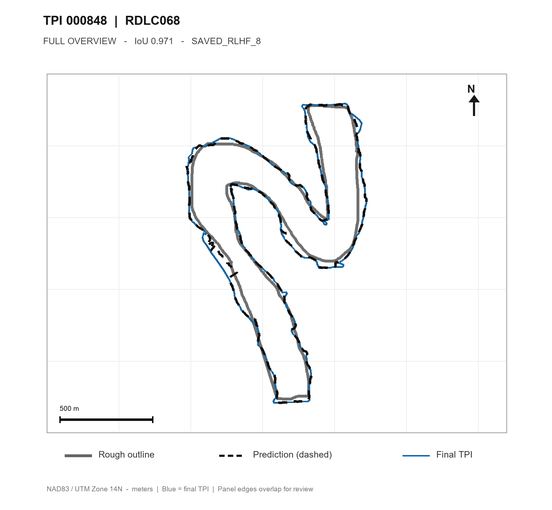 TPI 000848 | RDLC068
FULL OVERVIEW - IoU 0.971 - SAVED_RLHF_8
N
500 m
Rough outline Prediction (dashed) Final TPI
NAD83 / UTM Zone 14N - meters | Blue = final TPI | Panel edges overlap for review